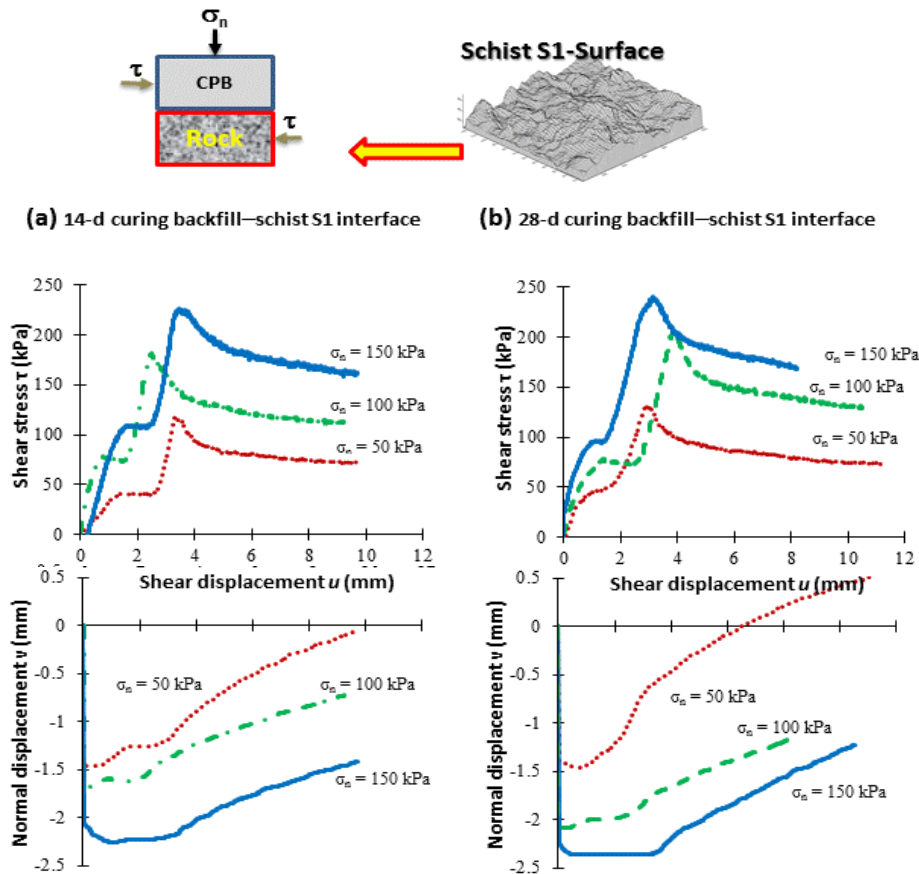 σn
τ
CPB
Schist S1-Surface
τ
Rock
(a) 14-d curing backfill—schist S1 interface
(b) 28-d curing backfill—schist S1 interface
Shear stress τ (kPa)
250
200
150
100
50
0
σn = 150 kPa
σn = 100 kPa
σn = 50 kPa
0 2 4 6 8 10 12
Shear displacement u (mm)
Shear stress τ (kPa)
250
200
150
100
50
0
σn = 150 kPa
σn = 100 kPa
σn = 50 kPa
0 2 4 6 8 10 12
Shear displacement u (mm)
Normal displacement v (mm)
0.5
0
-0.5
-1
-1.5
-2
-2.5
σn = 50 kPa
σn = 100 kPa
σn = 150 kPa
Normal displacement v (mm)
0.5
0
-0.5
-1
-1.5
-2
-2.5
σn = 50 kPa
σn = 100 kPa
σn = 150 kPa